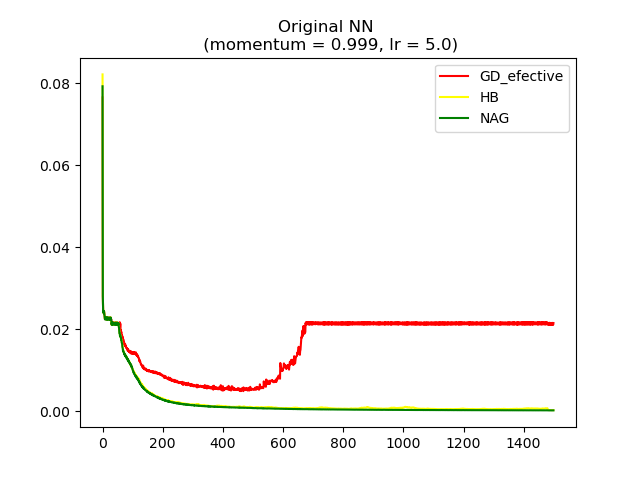 Original NN
(momentum = 0.999, lr = 5.0)
GD_efective
HB
NAG
0.08
0.06
0.04
0.02
0.00
0 200 400 600 800 1000 1200 1400